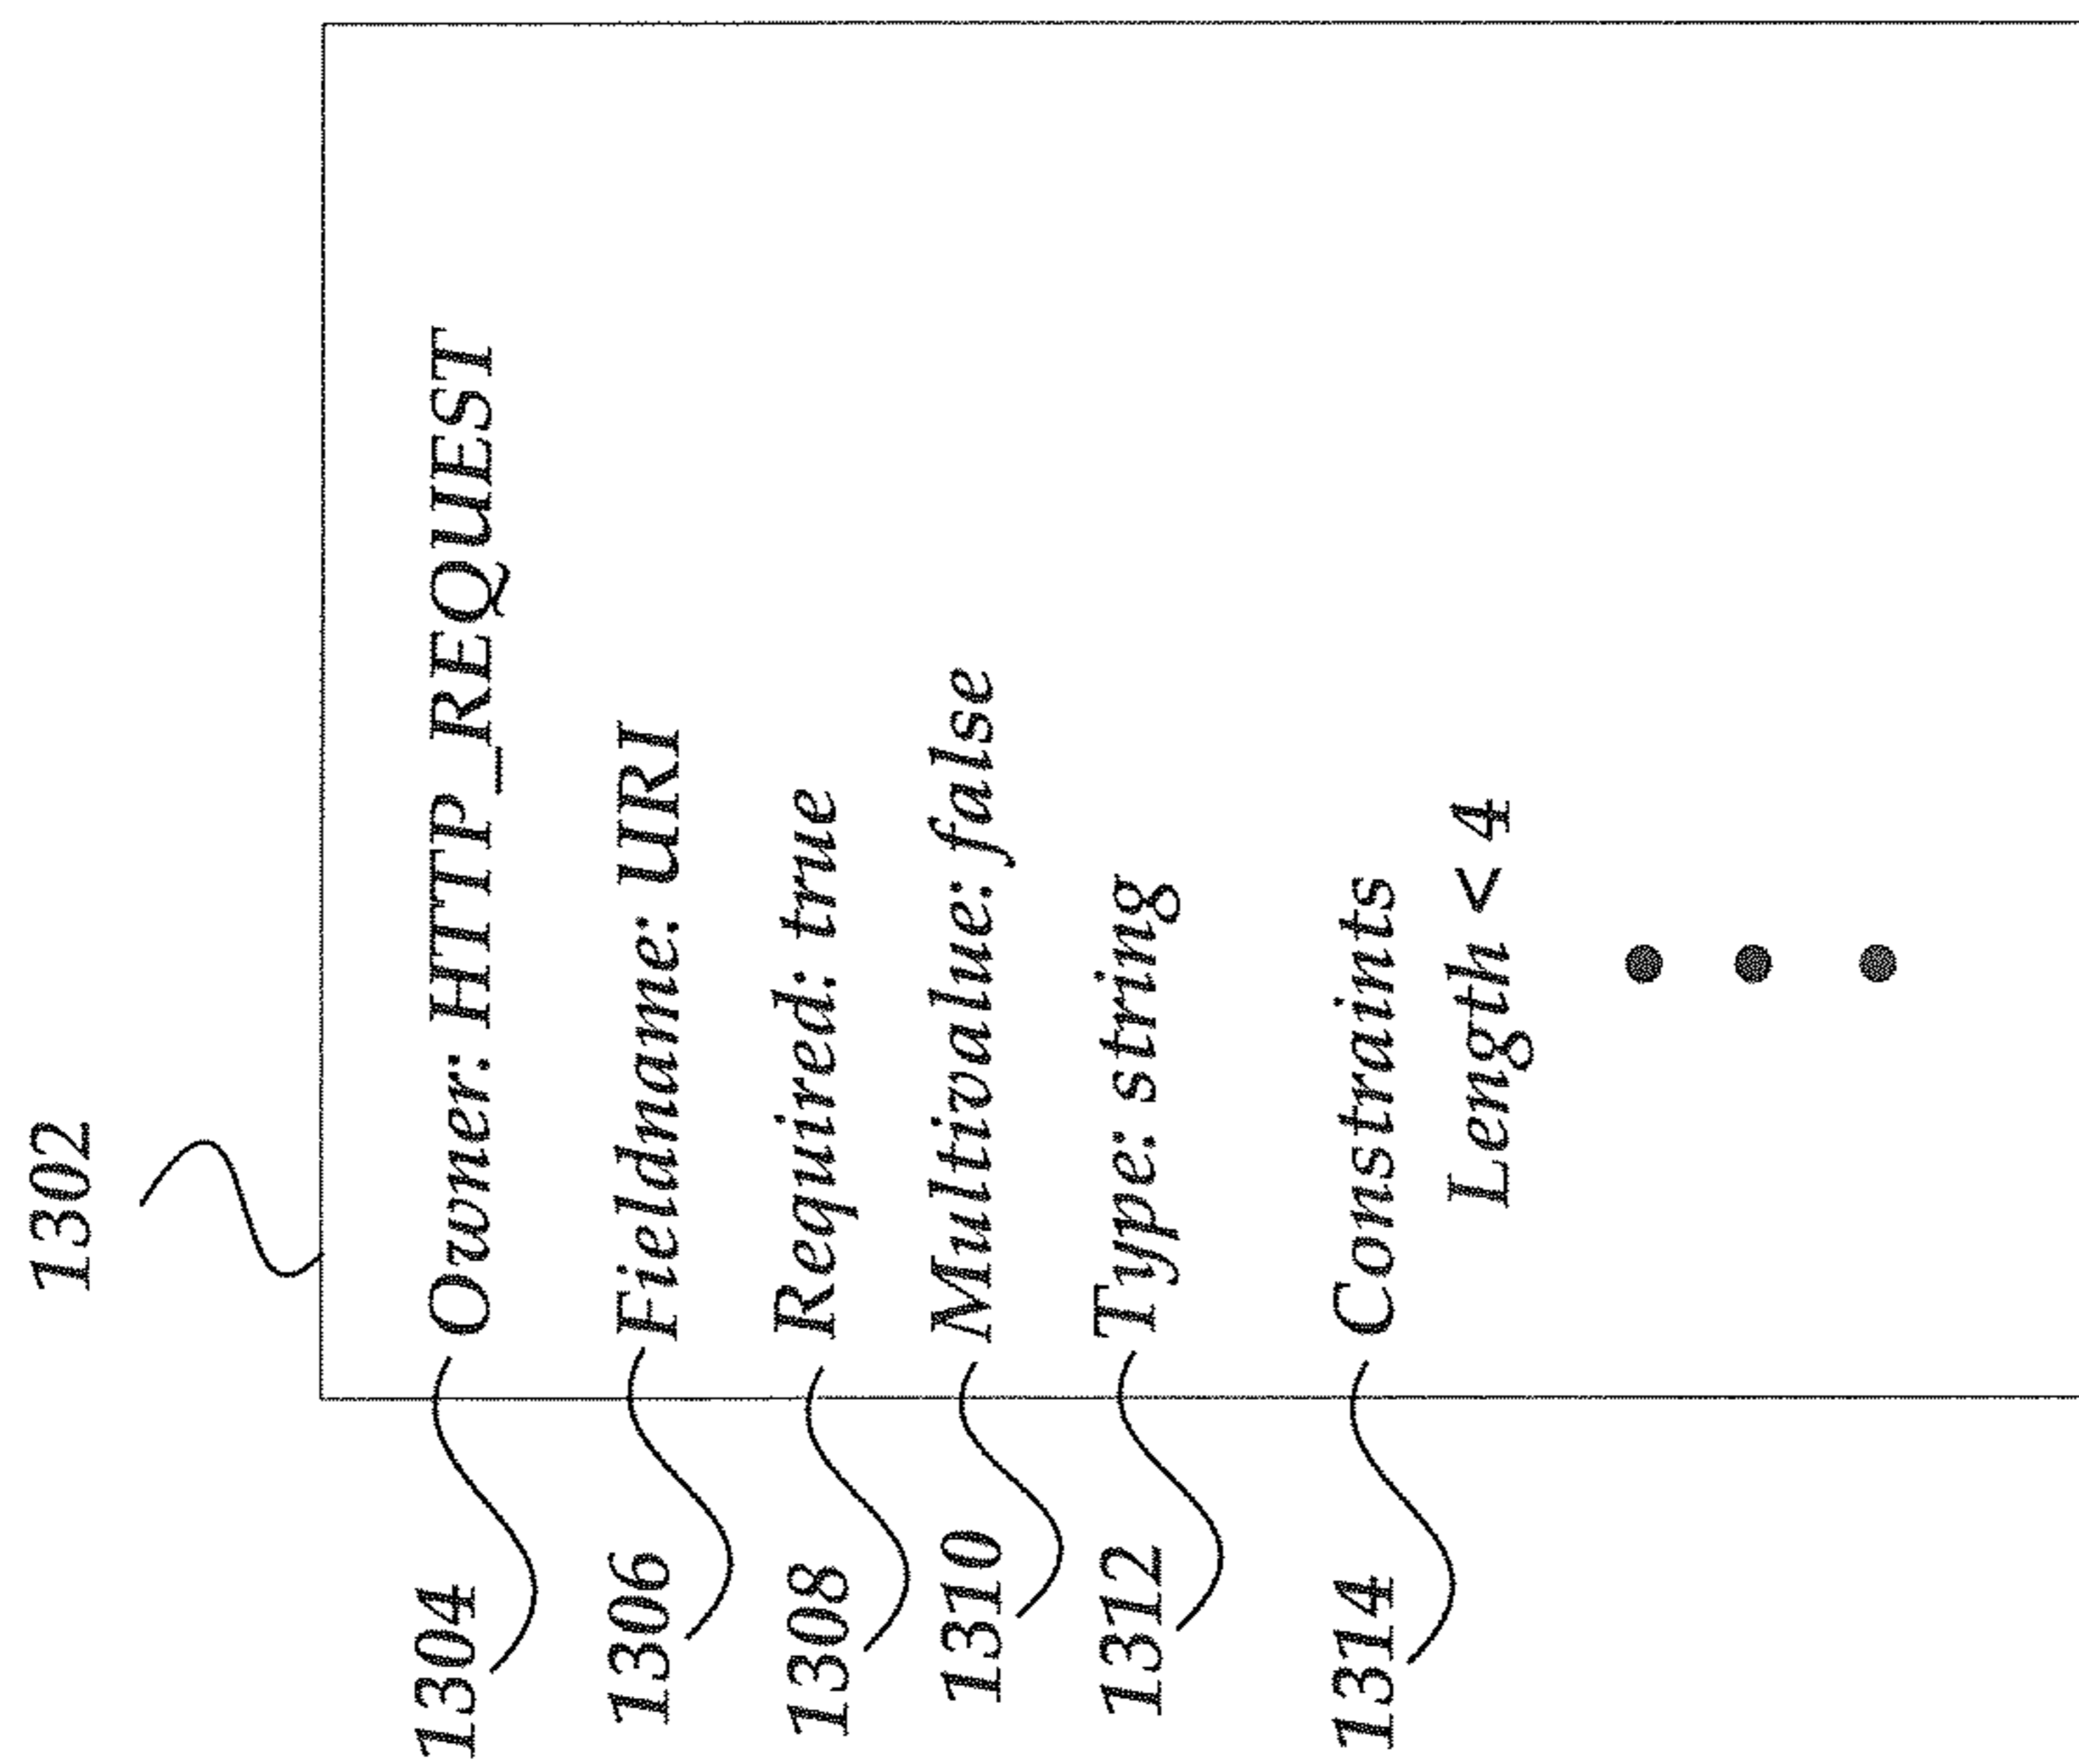 1302
1304 Owner: HTTP_REQUEST
1306 Fieldname: URI
1308 Required: true
1310 Multivalue: false
1312 Type: string
1314 Constraints
Length < 4